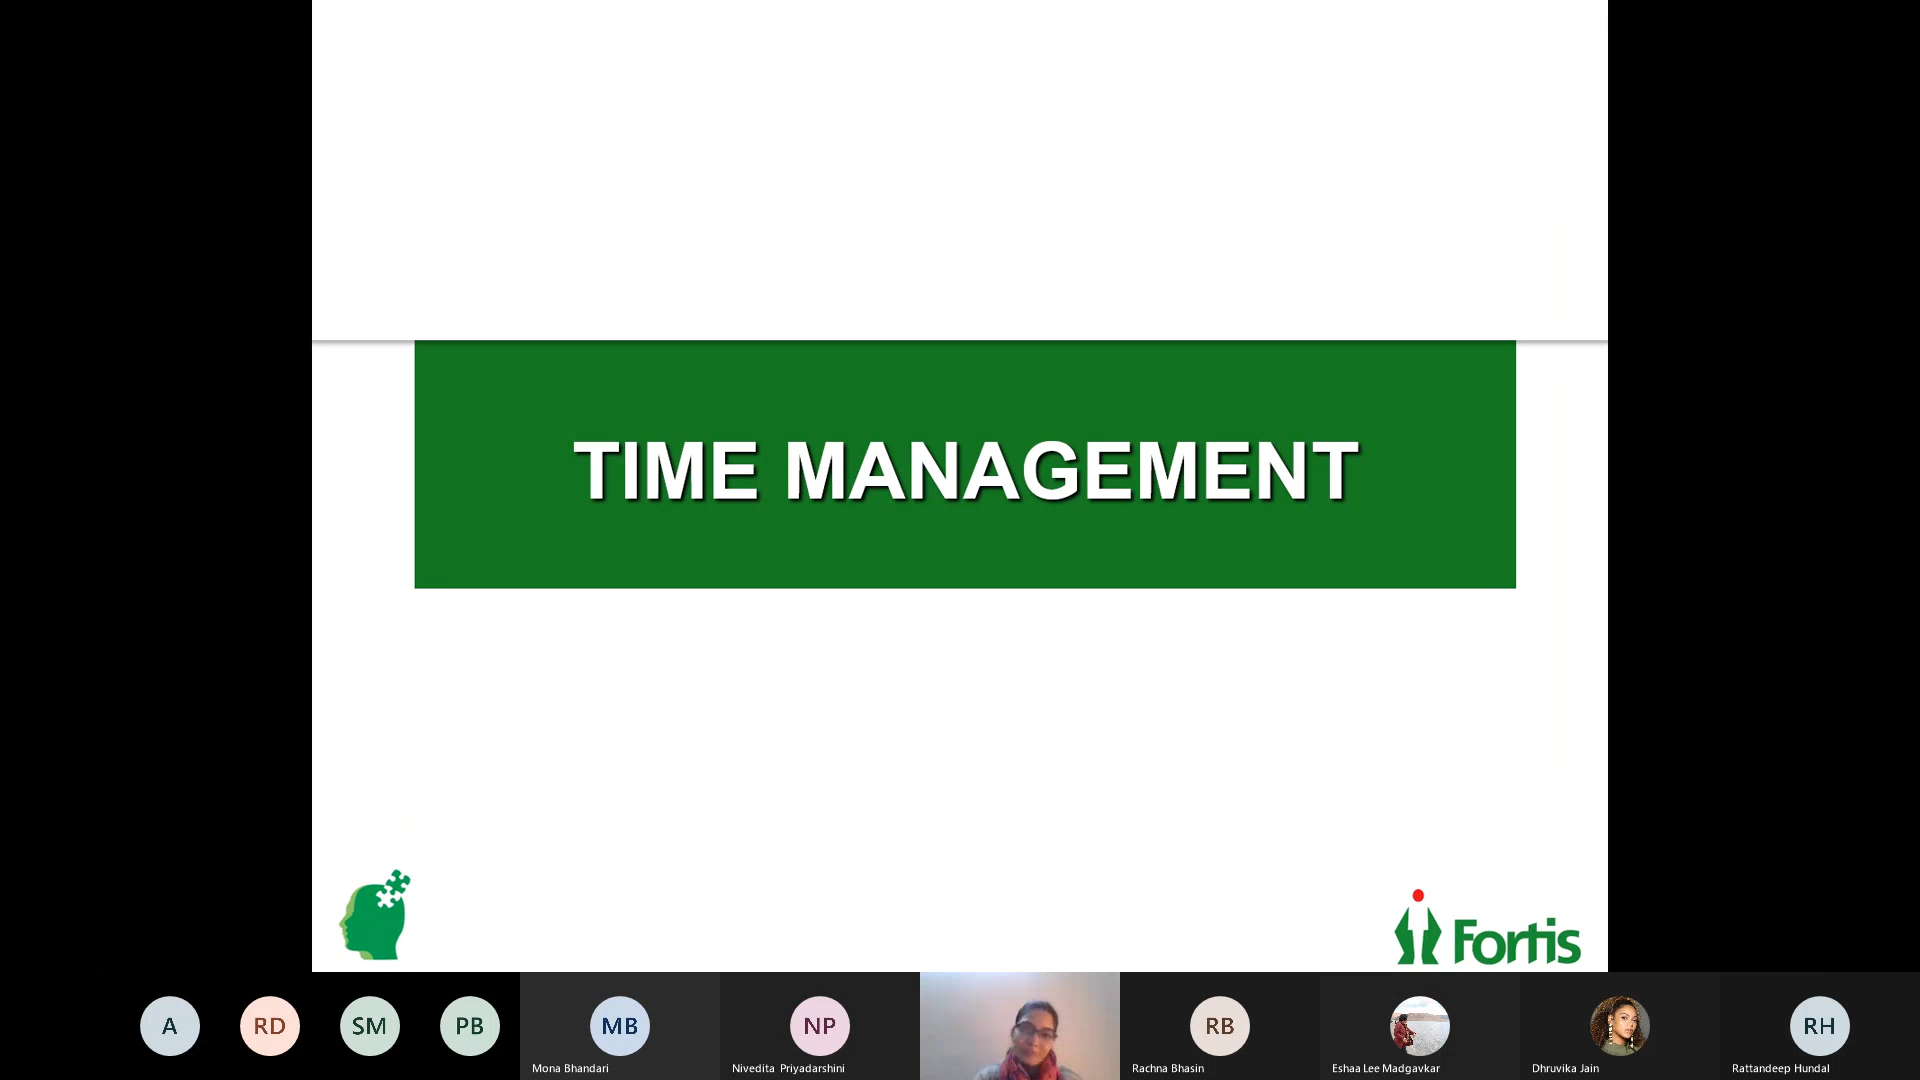 TIME MANAGEMENT
Fortis
A
RD
SM
PB
MB
NP
RB
RH
Mona Bhandari
Nivedita Priyadarshini
Rachna Bhasin
Eshaa Lee Madgavkar
Dhruvika Jain
Rattandeep Hundal